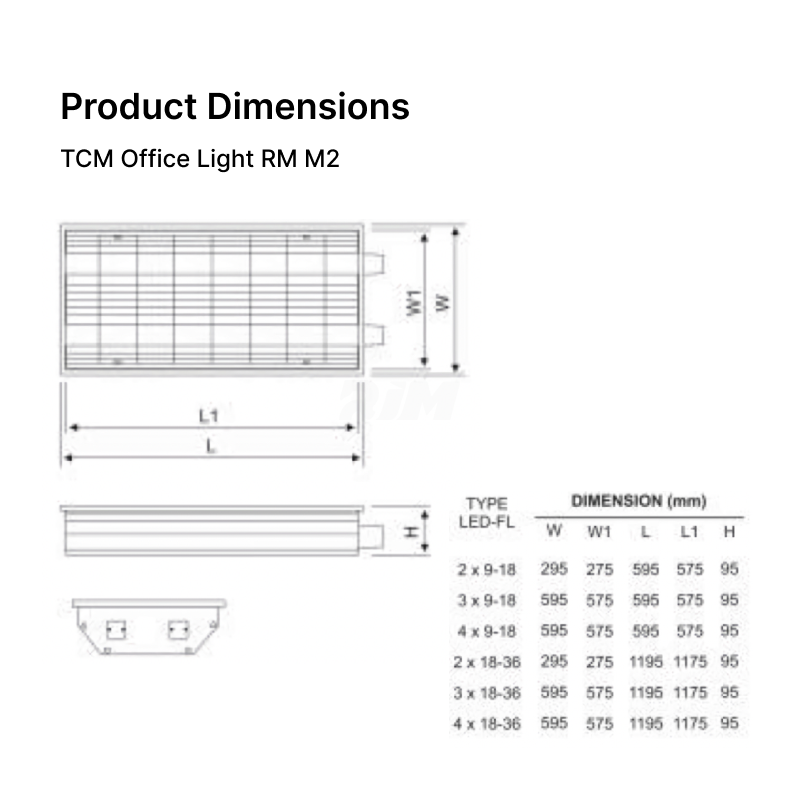 Product Dimensions
TCM Office Light RM M2
W1
W
L1
L
H
TYPE
LED-FL
DIMENSION (mm)
W W1 L L1 H
2 x 9-18 295 275 595 575 95
3 x 9-18 595 575 595 575 95
4 x 9-18 595 575 595 575 95
2 x 18-36 295 275 1195 1175 95
3 x 18-36 595 575 1195 1175 95
4 x 18-36 595 575 1195 1175 95